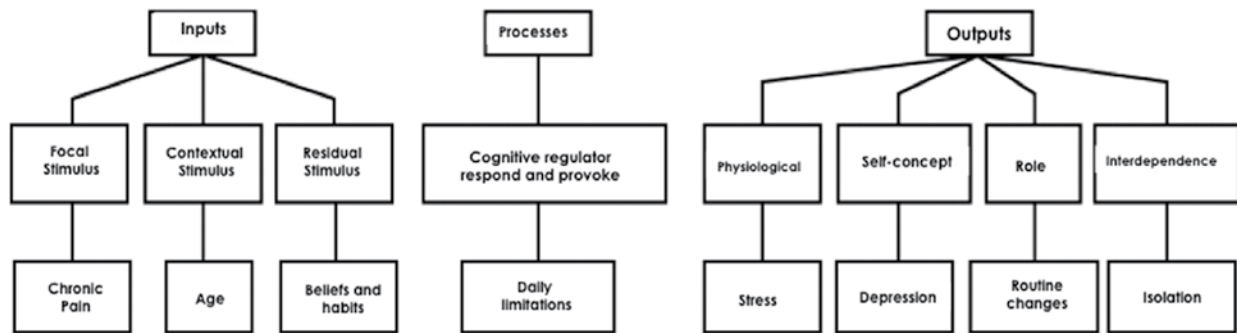 Inputs
Processes
Outputs
Focal
Stimulus
Contextual
Stimulus
Residual
Stimulus
Cognitive regulator
respond and provoke
Physiological
Self-concept
Role
Interdependence
Chronic
Pain
Age
Beliefs and
habits
Daily
limitations
Stress
Depression
Routine
changes
Isolation